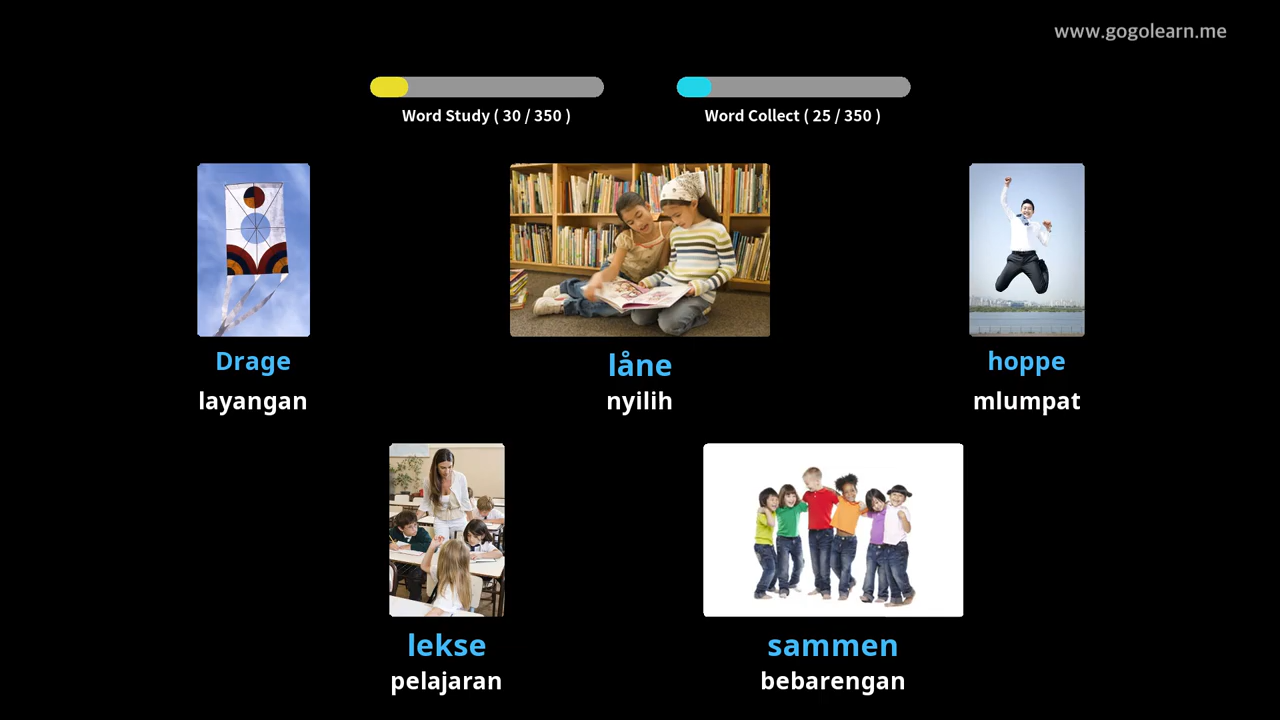 www.gogolearn.me
Word Study ( 30 / 350 )
Word Collect ( 25 / 350 )
Drage
layangan
låne
nyilih
hoppe
mlumpat
lekse
pelajaran
sammen
bebarengan